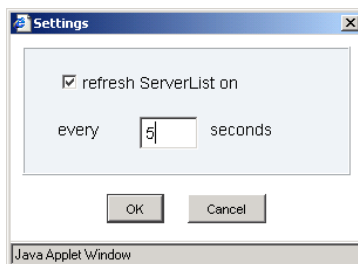 Settings
refresh ServerList on
every 5 seconds
OK Cancel
Java Applet Window